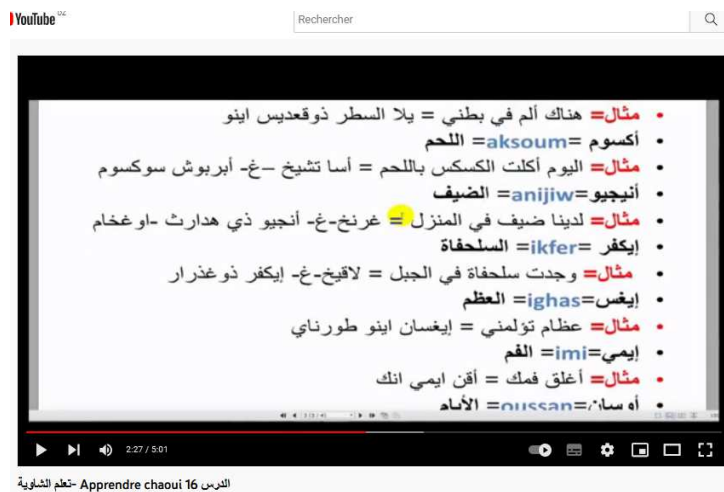 YouTube DZ
Rechercher
مثال= هناك ألم في بطني = يلا السطر ذوقعديس اينو
أكسوم =aksoum= اللحم
مثال= اليوم أكلت الكسكس باللحم = أسا تشيخ –غ- أبربوش سوكسوم
أنيجيو=anijiw= الضيف
مثال= لدينا ضيف في المنزل = غرنخ-غ- أنجيو ذي هدارث -اوغخام
إيكفر =ikfer= السلحفاة
مثال= وجدت سلحفاة في الجبل = لاقيخ-غ- إيكفر ذوغذرار
إيغس=ighas= العظم
مثال= عظام تؤلمني = إيغسان اينو طورناي
إيمي=imi= الفم
مثال= أغلق فمك = أقن ايمي انك
أوسان=oussan= الأيام
2:27 / 5:01
الدرس 16 Apprendre chaoui -تعلم الشاوية